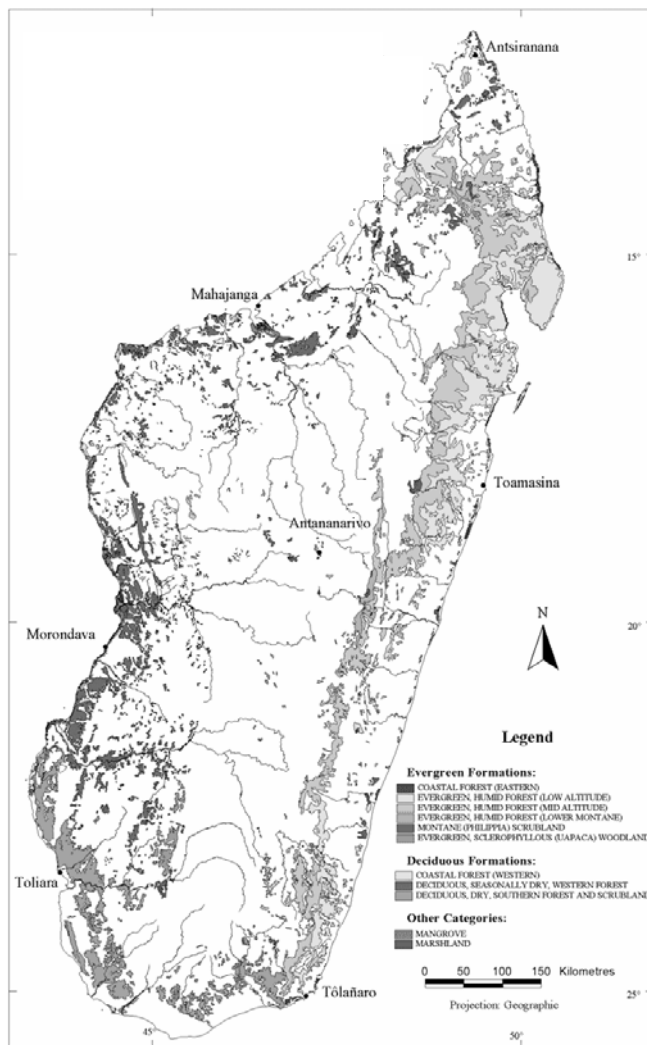 Antsiranana
15°
Mahajanga
Toamasina
Antananarivo
20°
Morondava
N
Legend
Evergreen Formations:
COASTAL FOREST (EASTERN)
EVERGREEN, HUMID FOREST (LOW ALTITUDE)
EVERGREEN, HUMID FOREST (MID ALTITUDE)
EVERGREEN, HUMID FOREST (LOWER MONTANE)
MONTANE (PHILIPPIA) SCRUBLAND
EVERGREEN, SCLEROPHYLLOUS (UAPACA) WOODLAND
Deciduous Formations:
COASTAL FOREST (WESTERN)
DECIDUOUS, SEASONALLY DRY, WESTERN FOREST
DECIDUOUS, DRY, SOUTHERN FOREST AND SCRUBLAND
Toliara
Other Categories:
MANGROVE
MARSHLAND
0 50 100 150 Kilometres
Projection: Geographic
Tôlañaro
25°
45°
50°